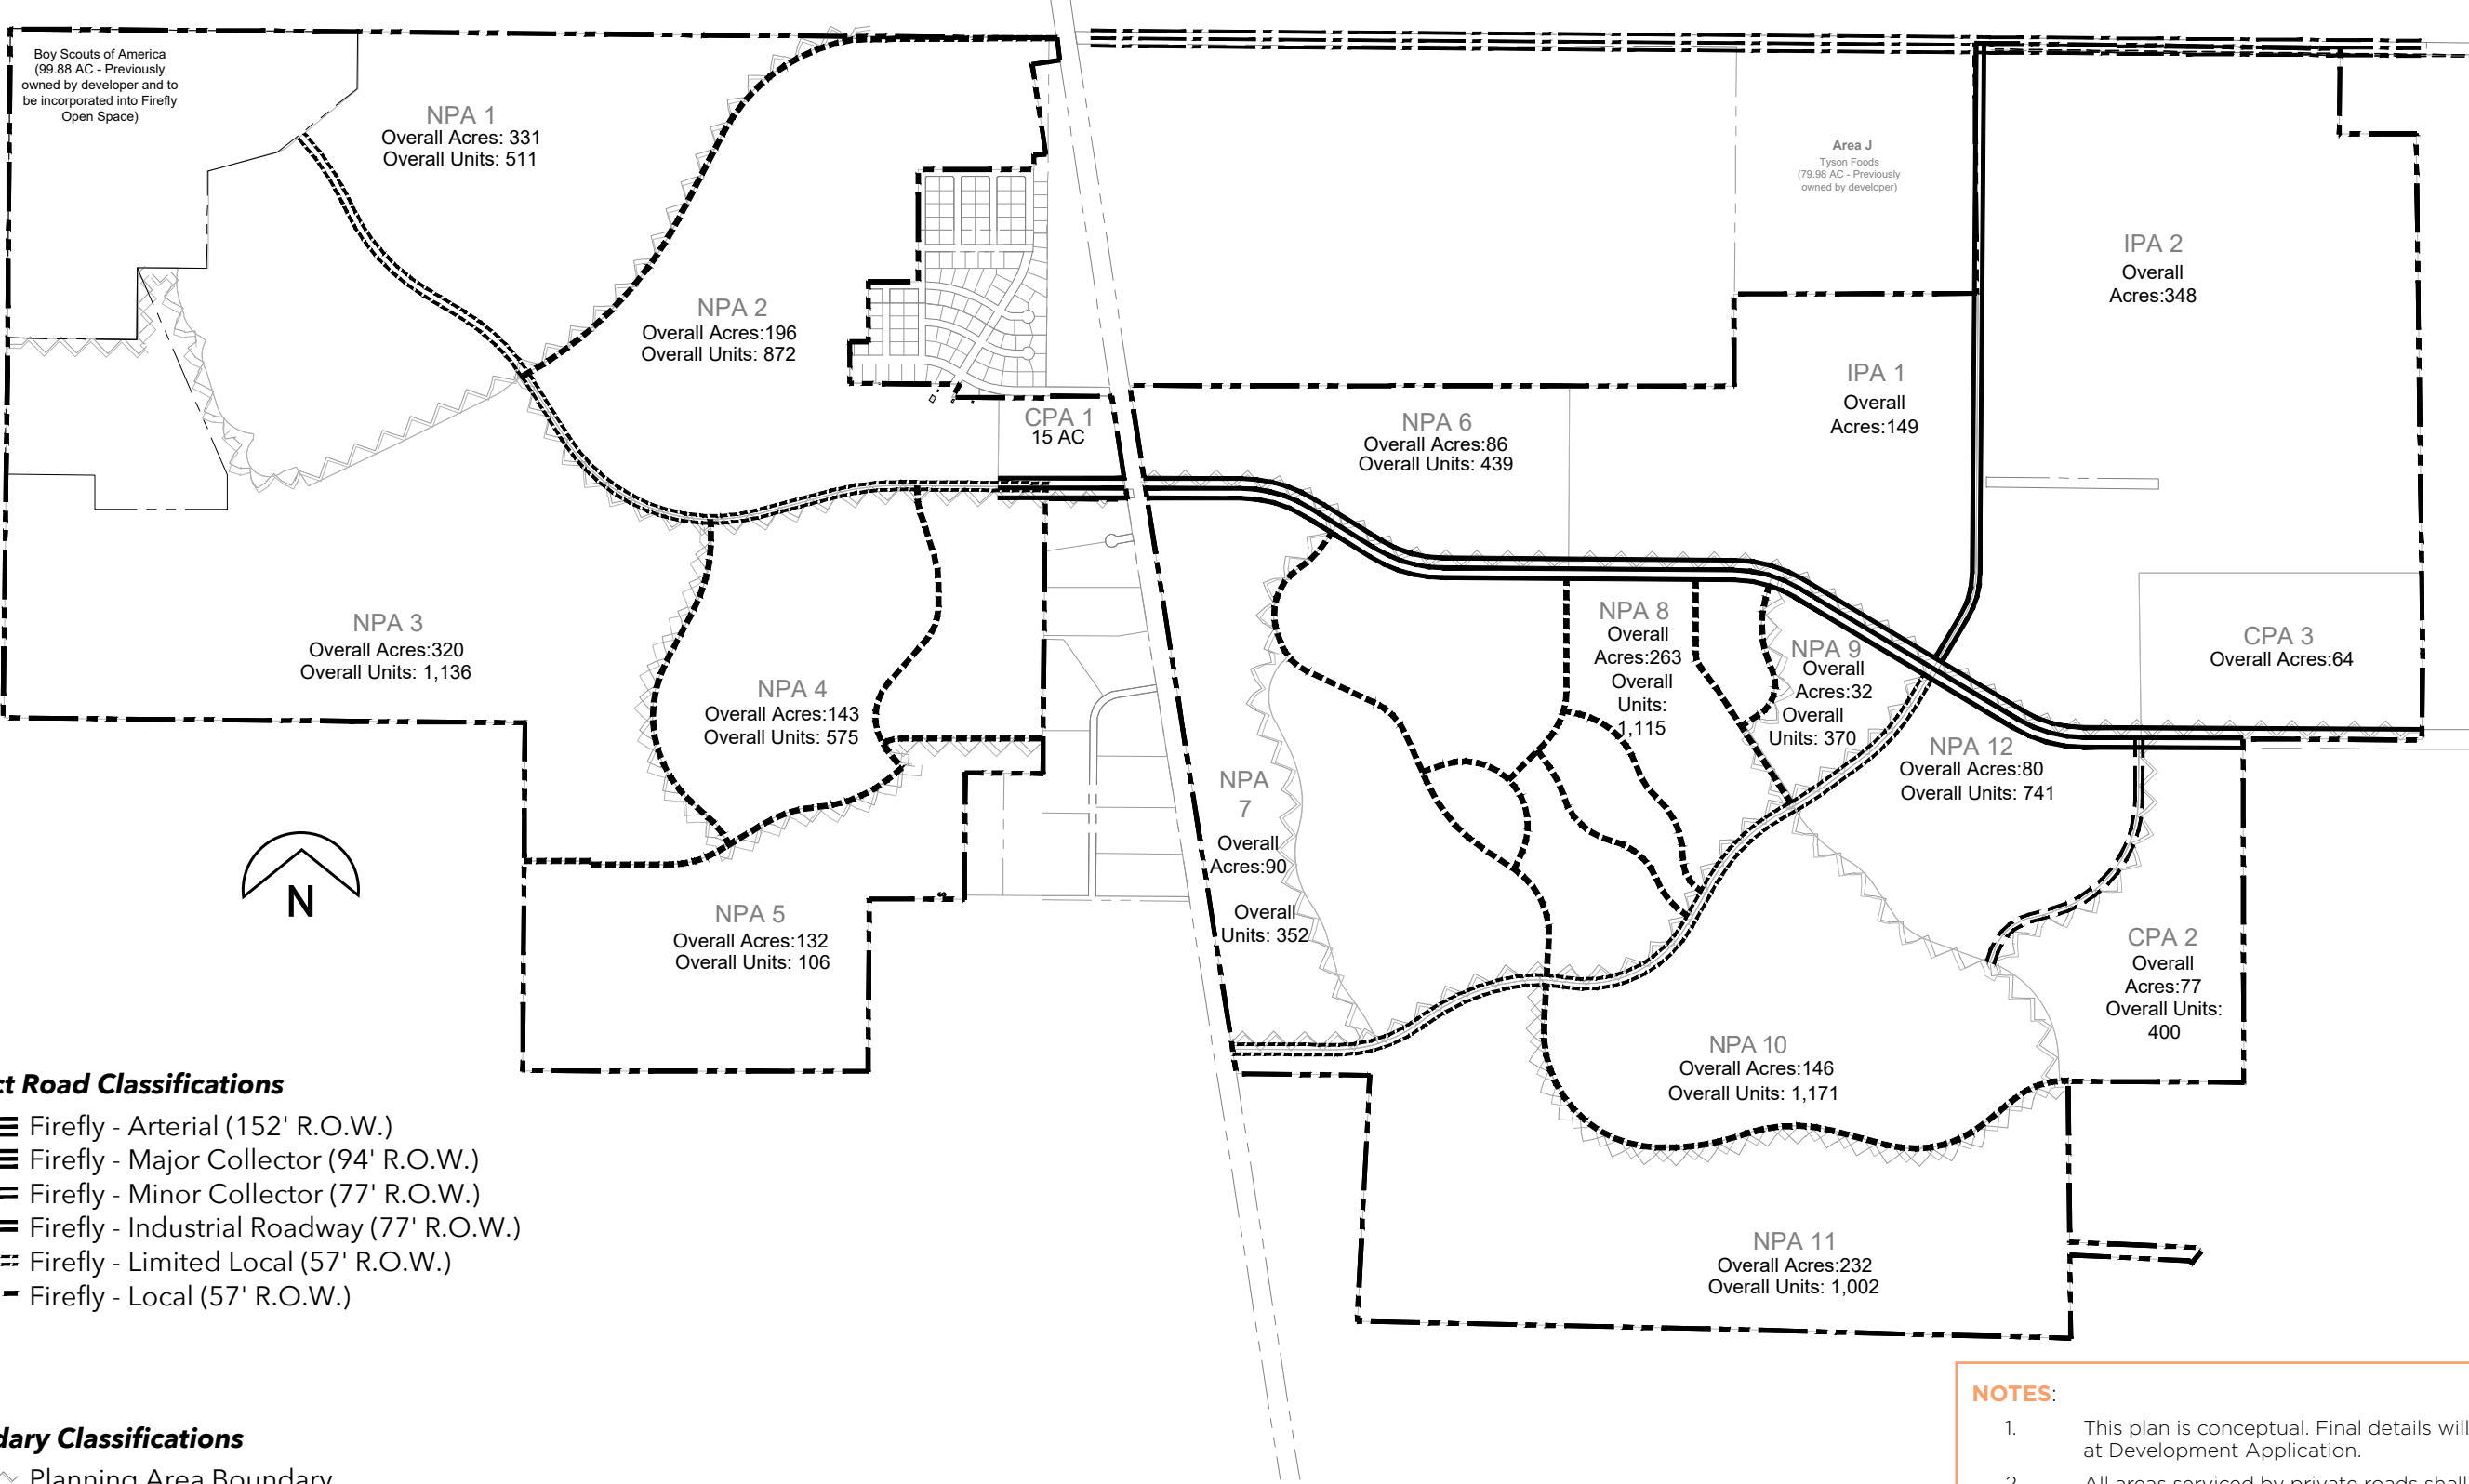 Boy Scouts of America
(99.88 AC - Previously
owned by developer and to
be incorporated into Firefly
Open Space)
NPA 1
Overall Acres: 331
Overall Units: 511
Area J
Tyson Foods
(79.98 AC - Previously
owned by developer)
IPA 2
Overall
Acres:348
NPA 2
Overall Acres:196
Overall Units: 872
IPA 1
Overall
Acres:149
CPA 1
15 AC
NPA 6
Overall Acres:86
Overall Units: 439
NPA 3
Overall Acres:320
Overall Units: 1,136
NPA 4
Overall Acres:143
Overall Units: 575
NPA 8
Overall
Acres:263
Overall
Units:
1,115
NPA 9
Overall
Acres:32
Overall
Units: 370
CPA 3
Overall Acres:64
NPA 12
Overall Acres:80
Overall Units: 741
NPA
7
Overall
Acres:90
Overall
Units: 352
N
NPA 5
Overall Acres:132
Overall Units: 106
CPA 2
Overall
Acres:77
Overall Units:
400
NPA 10
Overall Acres:146
Overall Units: 1,171
NPA 11
Overall Acres:232
Overall Units: 1,002
ct Road Classifications
Firefly - Arterial (152' R.O.W.)
Firefly - Major Collector (94' R.O.W.)
Firefly - Minor Collector (77' R.O.W.)
Firefly - Industrial Roadway (77' R.O.W.)
Firefly - Limited Local (57' R.O.W.)
Firefly - Local (57' R.O.W.)
dary Classifications
Planning Area Boundary
NOTES:
1. This plan is conceptual. Final details will
at Development Application.
2. All areas serviced by private roads shall